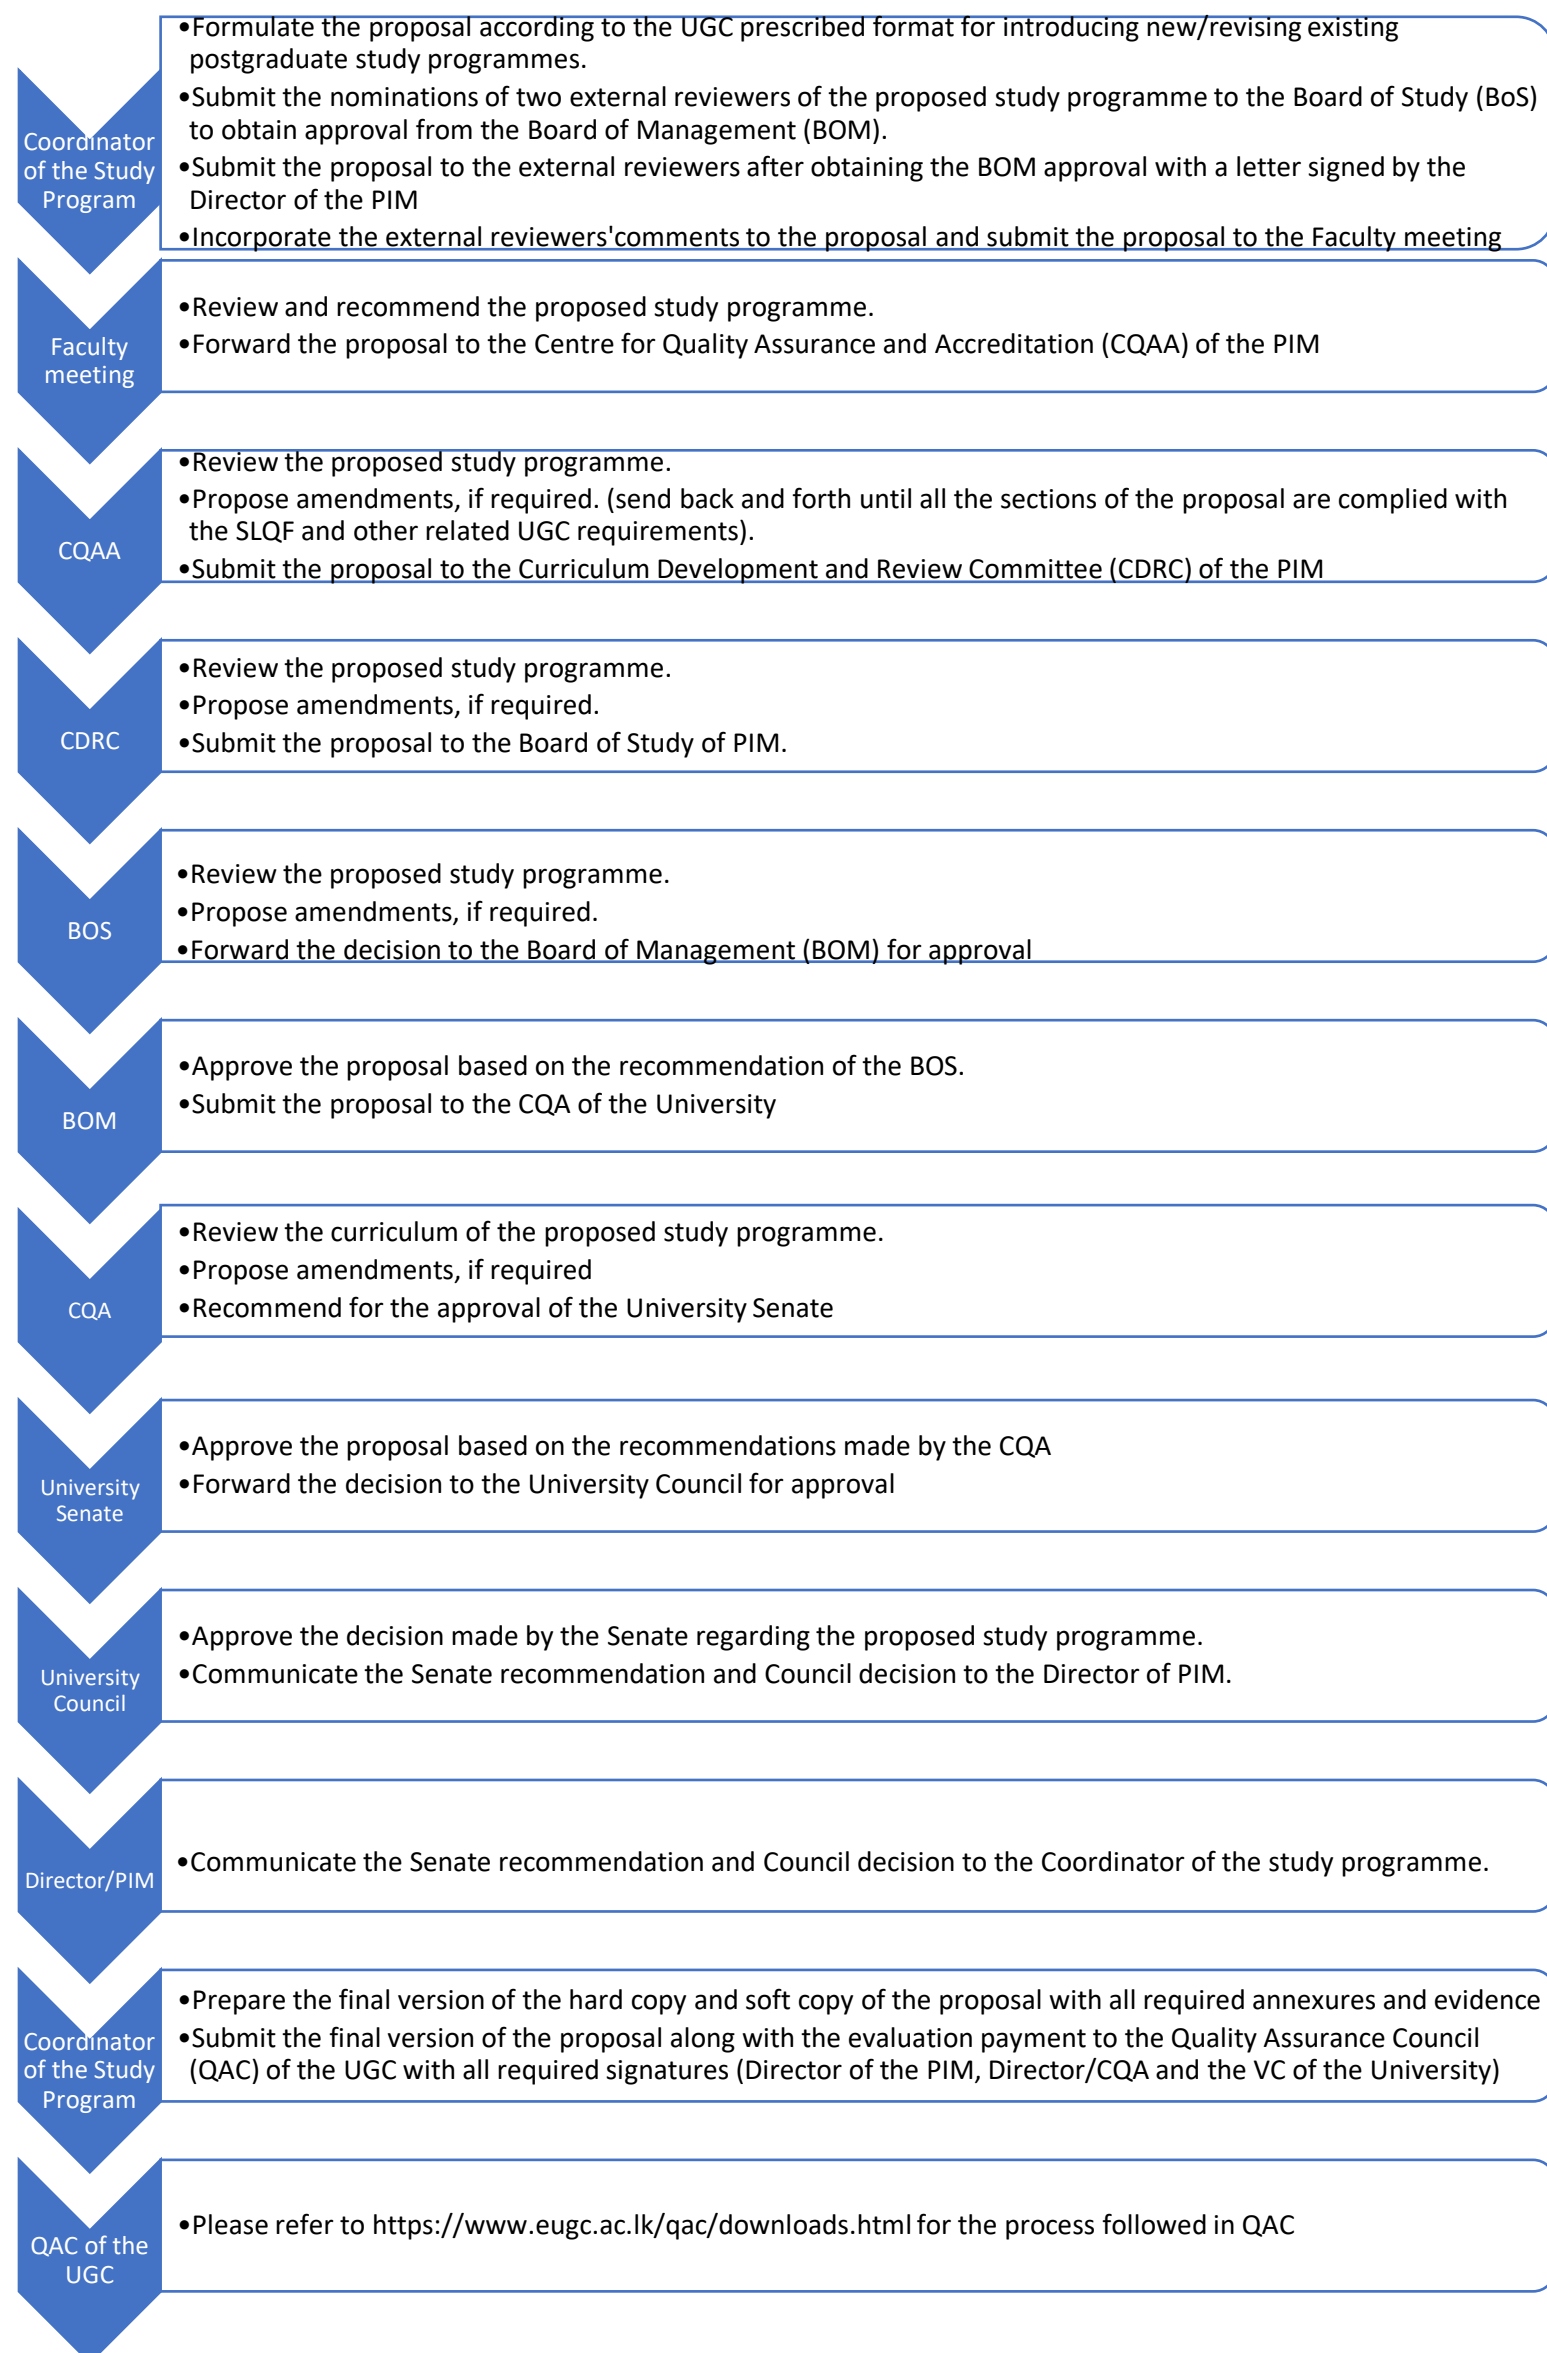 Coordinator
of the Study
Program
•Formulate the proposal according to the UGC prescribed format for introducing new/revising existing
postgraduate study programmes.
•Submit the nominations of two external reviewers of the proposed study programme to the Board of Study (BoS)
to obtain approval from the Board of Management (BOM).
•Submit the proposal to the external reviewers after obtaining the BOM approval with a letter signed by the
Director of the PIM
•Incorporate the external reviewers'comments to the proposal and submit the proposal to the Faculty meeting
Faculty
meeting
•Review and recommend the proposed study programme.
•Forward the proposal to the Centre for Quality Assurance and Accreditation (CQAA) of the PIM
CQAA
•Review the proposed study programme.
•Propose amendments, if required. (send back and forth until all the sections of the proposal are complied with
the SLQF and other related UGC requirements).
•Submit the proposal to the Curriculum Development and Review Committee (CDRC) of the PIM
CDRC
•Review the proposed study programme.
•Propose amendments, if required.
•Submit the proposal to the Board of Study of PIM.
BOS
•Review the proposed study programme.
•Propose amendments, if required.
•Forward the decision to the Board of Management (BOM) for approval
BOM
•Approve the proposal based on the recommendation of the BOS.
•Submit the proposal to the CQA of the University
CQA
•Review the curriculum of the proposed study programme.
•Propose amendments, if required
•Recommend for the approval of the University Senate
University
Senate
•Approve the proposal based on the recommendations made by the CQA
•Forward the decision to the University Council for approval
University
Council
•Approve the decision made by the Senate regarding the proposed study programme.
•Communicate the Senate recommendation and Council decision to the Director of PIM.
Director/PIM
•Communicate the Senate recommendation and Council decision to the Coordinator of the study programme.
Coordinator
of the Study
Program
•Prepare the final version of the hard copy and soft copy of the proposal with all required annexures and evidence
•Submit the final version of the proposal along with the evaluation payment to the Quality Assurance Council
(QAC) of the UGC with all required signatures (Director of the PIM, Director/CQA and the VC of the University)
QAC of the
UGC
•Please refer to https://www.eugc.ac.lk/qac/downloads.html for the process followed in QAC